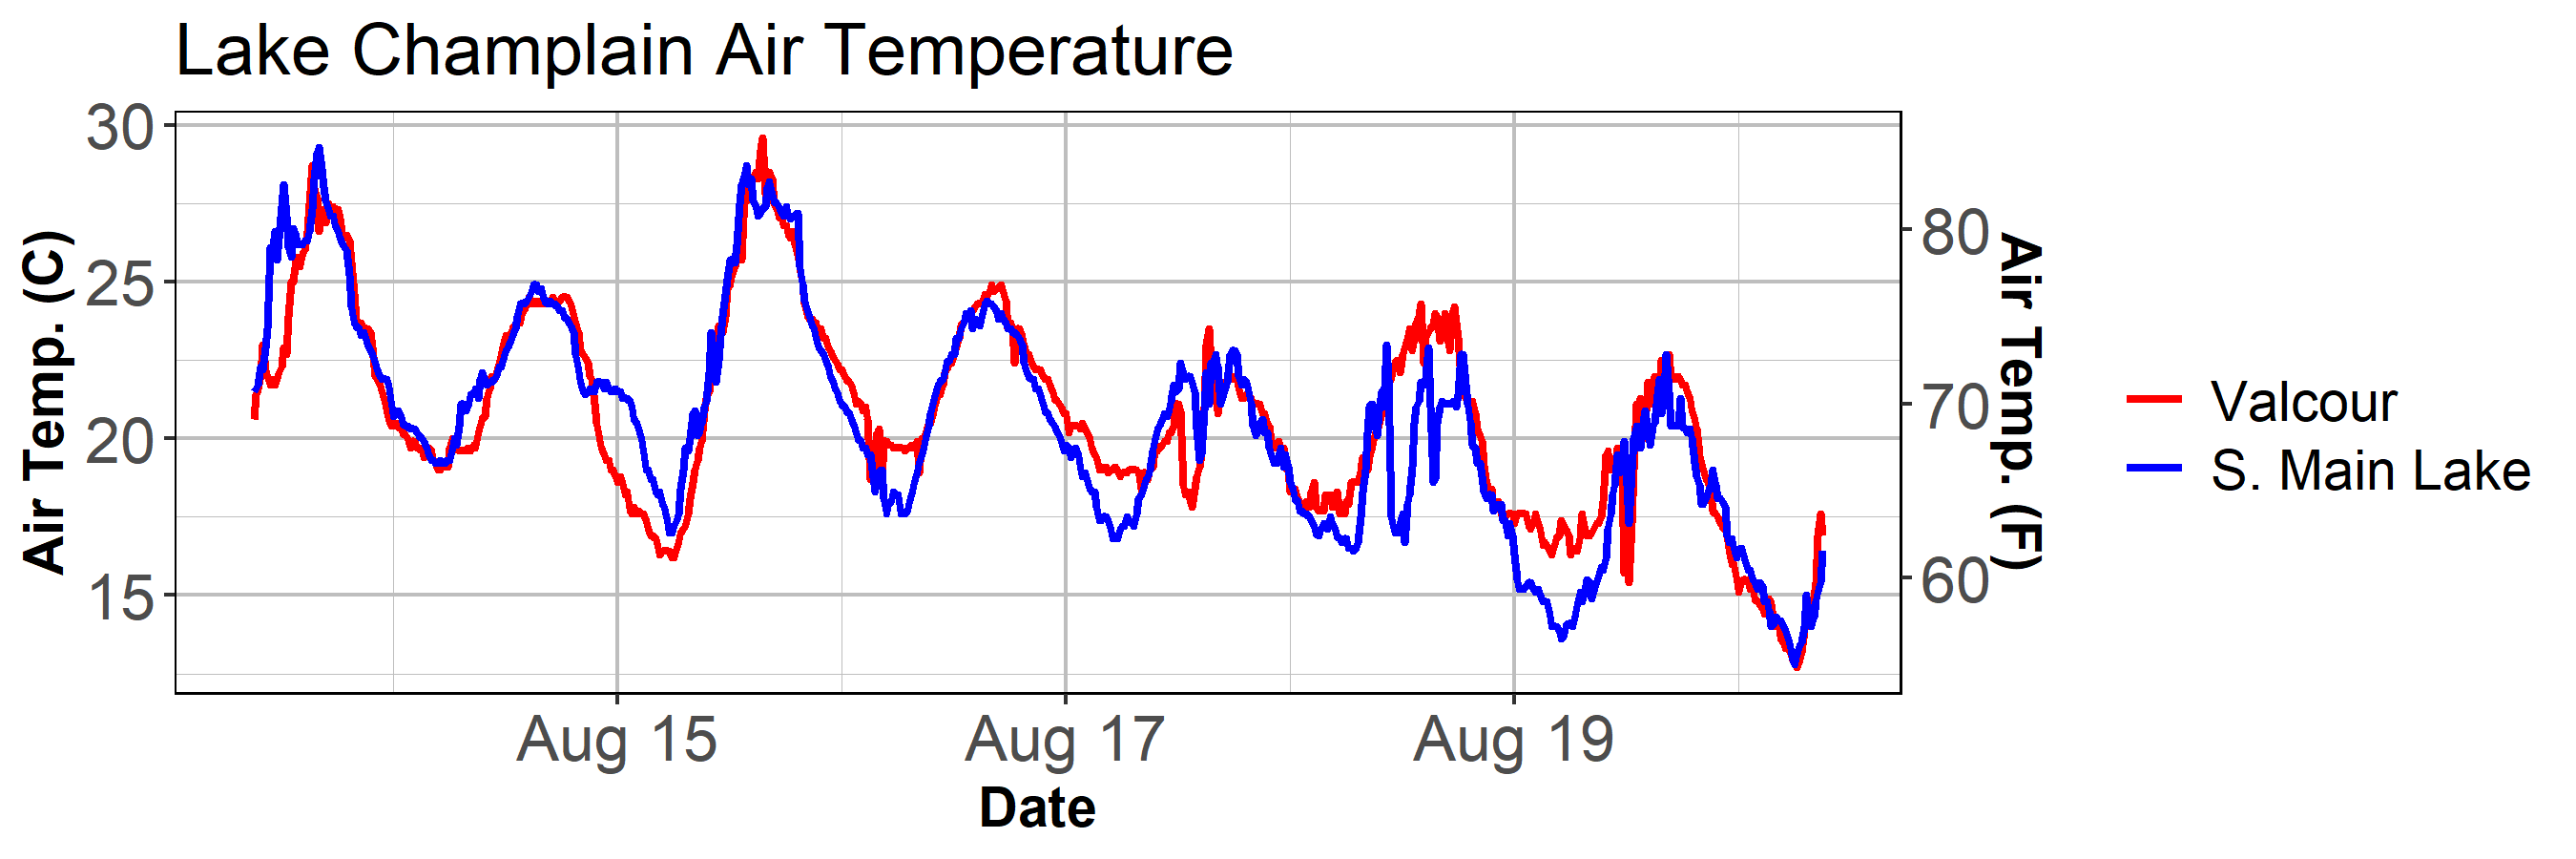 Lake Champlain Air Temperature
Air Temp. (C)
30
25
20
15
80
70
60
Air Temp. (F)
Valcour
S. Main Lake
Aug 15
Aug 17
Aug 19
Date